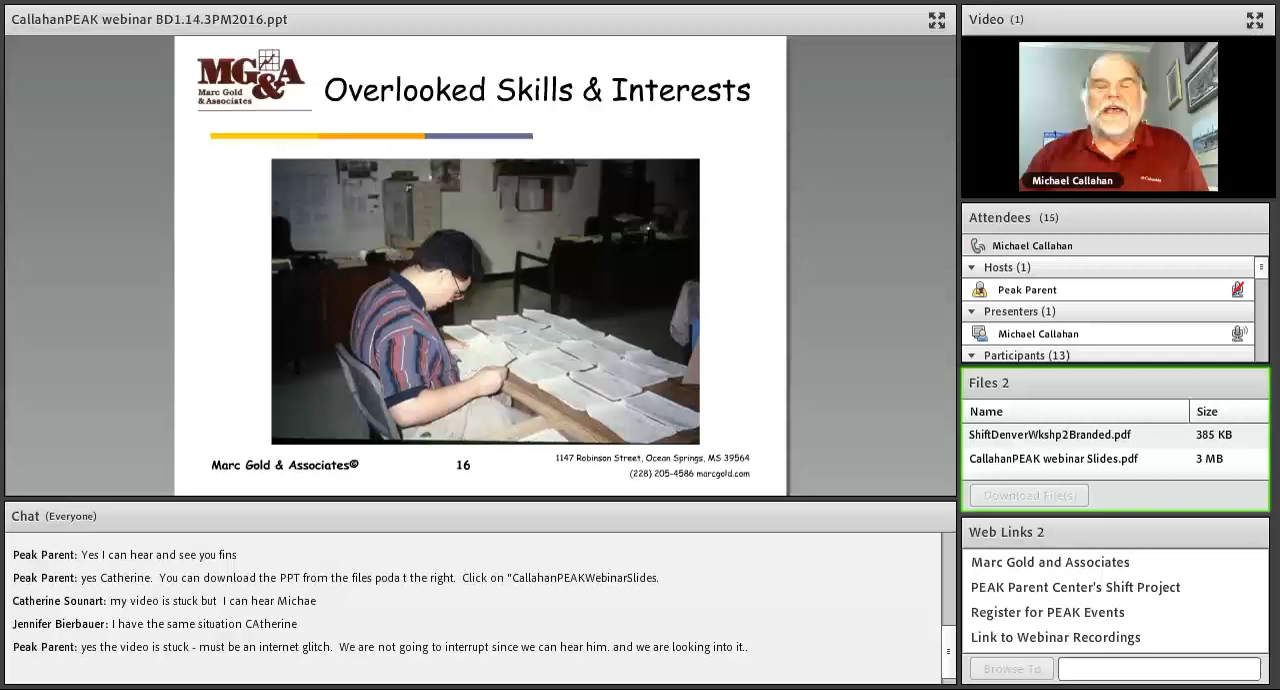 CallahanPEAK webinar BD1.14.3PM2016.ppt
MG&A
Marc Gold
& Associates
Overlooked Skills & Interests
Marc Gold & Associates©
16
1147 Robinson Street, Ocean Springs, MS 39564
(228) 205-4586 marcgold.com
Chat (Everyone)
Peak Parent: Yes I can hear and see you fins
Peak Parent: yes Catherine. You can download the PPT from the files poda t the right. Click on "CallahanPEAKWebinarSlides.
Catherine Sounart: my video is stuck but I can hear Michae
Jennifer Bierbauer: I have the same situation CAtherine
Peak Parent: yes the video is stuck - must be an internet glitch. We are not going to interrupt since we can hear him. and we are looking into it..
Video (1)
Michael Callahan
Attendees (15)
Michael Callahan
Hosts (1)
Peak Parent
Presenters (1)
Michael Callahan
Participants (13)
Files 2
Name Size
ShiftDenverWkshp2Branded.pdf 385 KB
CallahanPEAK webinar Slides.pdf 3 MB
Download File(s)
Web Links 2
Marc Gold and Associates
PEAK Parent Center's Shift Project
Register for PEAK Events
Link to Webinar Recordings
Browse To